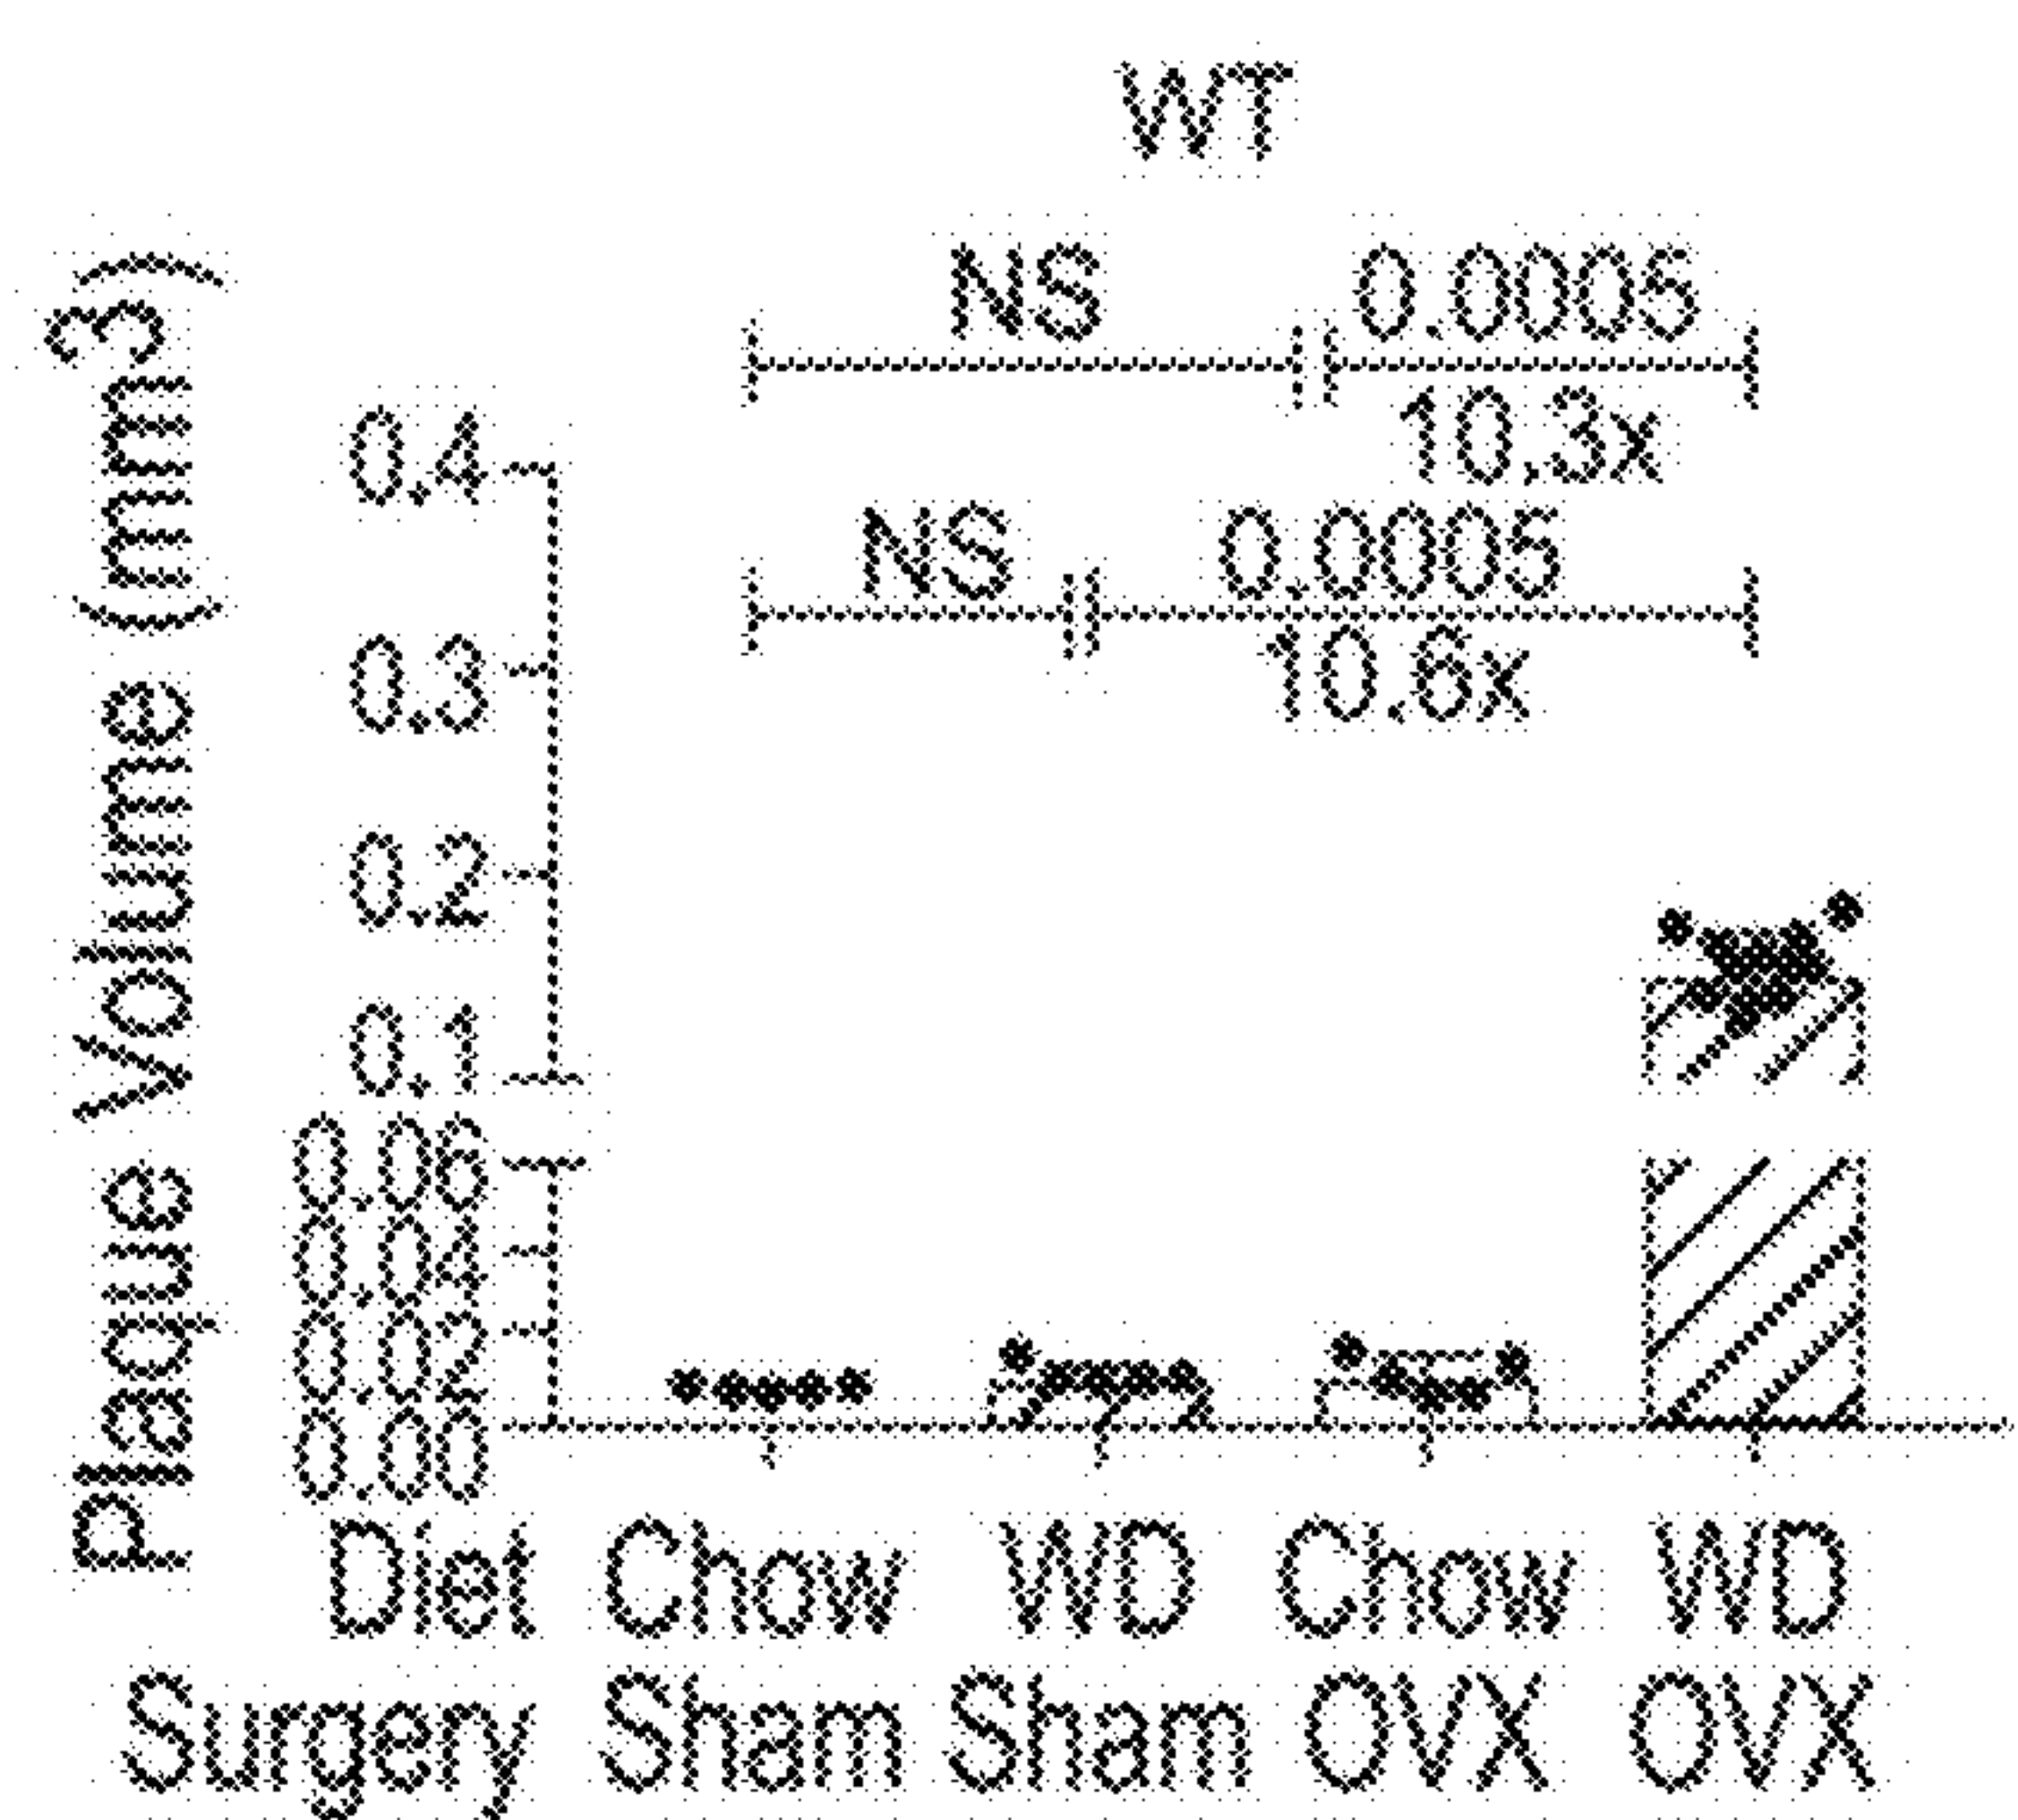 WT
Plaque Volume (mm3)
NS 0.0005
10.3x
0.4
NS 0.0005
10.6x
0.3
0.2
0.1
0.06
0.04
0.02
0.00
Diet Chow WD Chow WD
Surgery Sham Sham OVX OVX